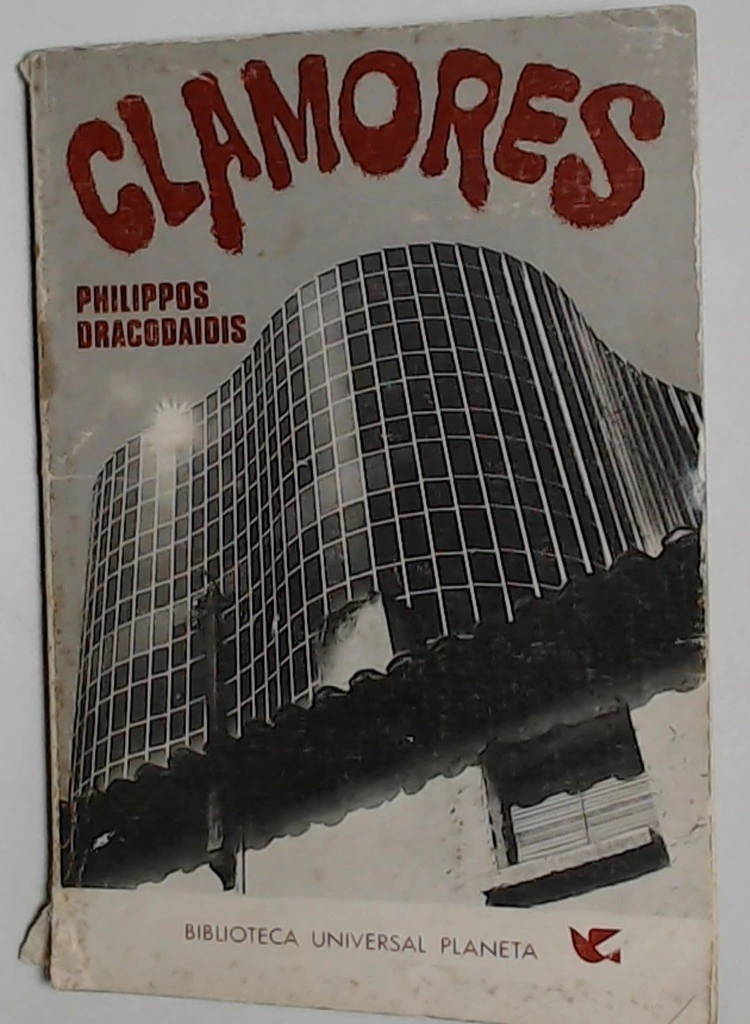 CLAMORES
PHILIPPOS
DRACODAIDIS
BIBLIOTECA UNIVERSAL PLANETA